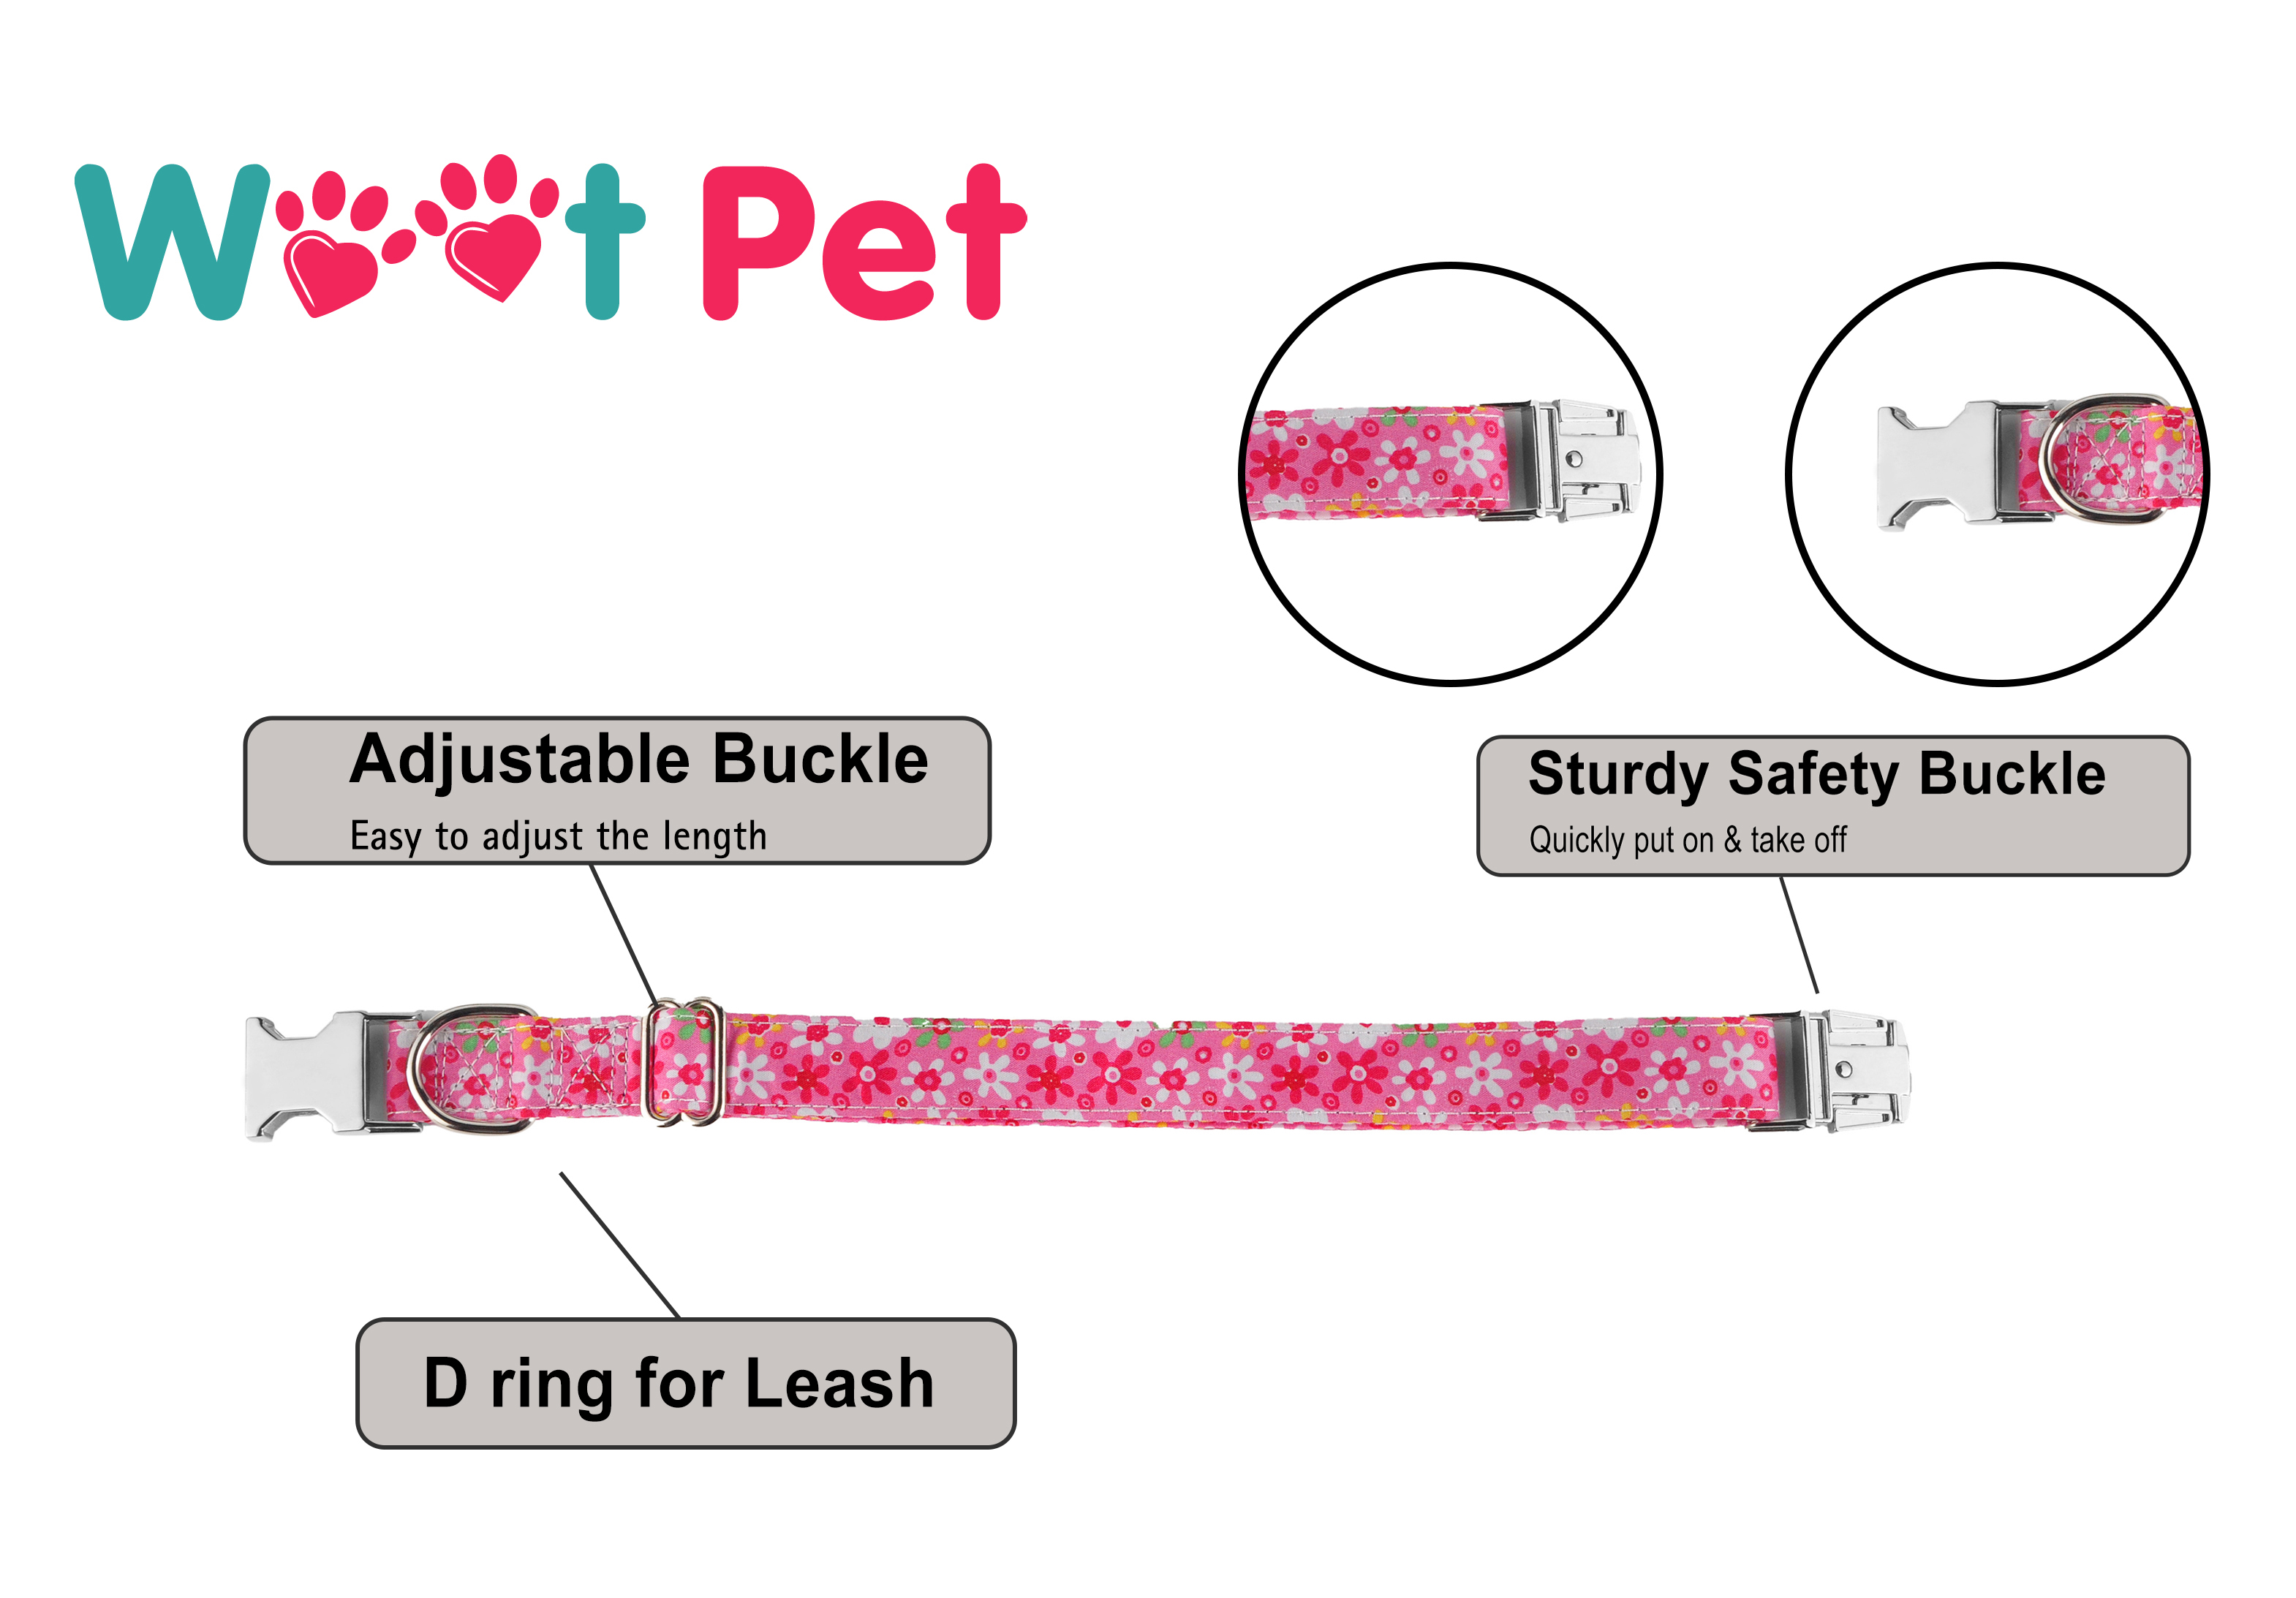 Woot Pet
Adjustable Buckle
Easy to adjust the length
Sturdy Safety Buckle
Quickly put on & take off
D ring for Leash